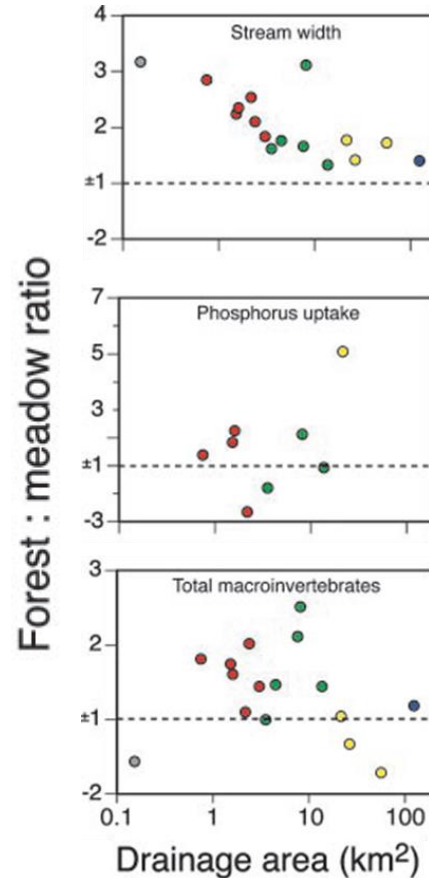 Forest : meadow ratio
Stream width
4
3
2
±1
-2
Phosphorus uptake
7
5
3
±1
-3
Total macroinvertebrates
3
2
±1
-2
0.1 1 10 100
Drainage area (km²)